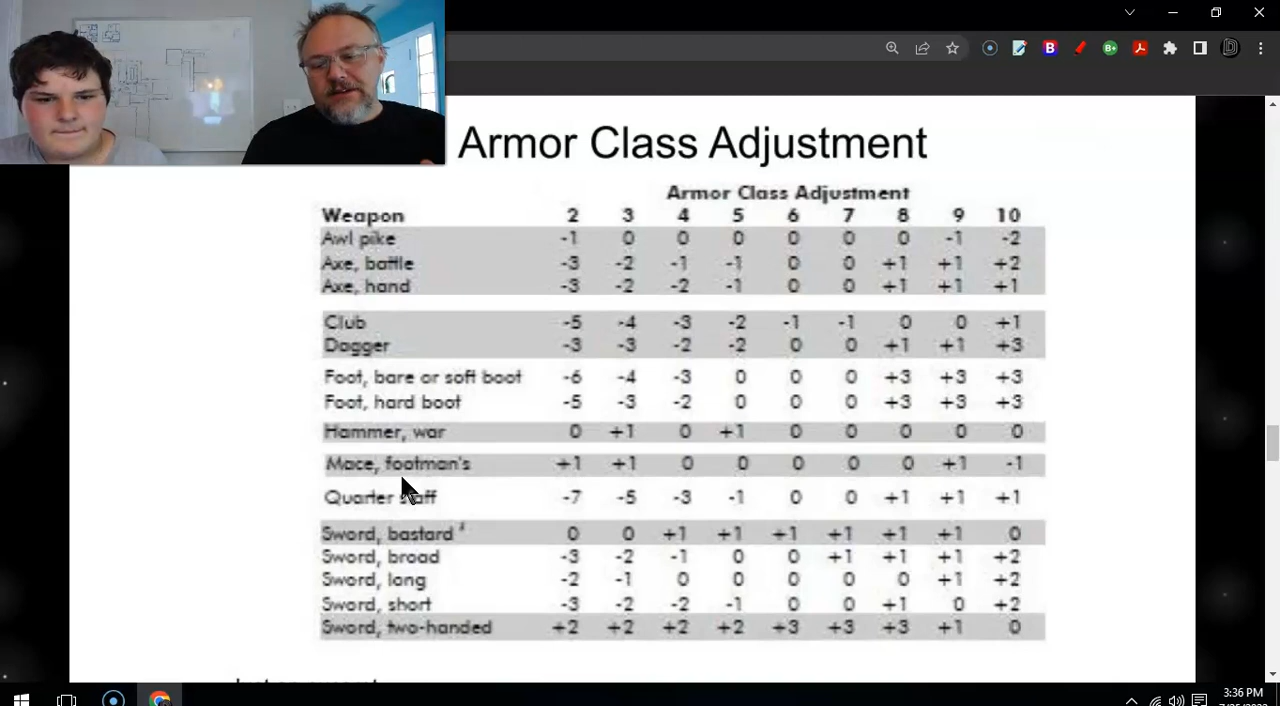 Armor Class Adjustment
Armor Class Adjustment
Weapon 2 3 4 5 6 7 8 9 10
Awl pike -1 0 0 0 0 0 0 -1 -2
Axe, battle -3 -2 -1 -1 0 0 +1 +1 +2
Axe, hand -3 -2 -2 -1 0 0 +1 +1 +1
Club -5 -4 -3 -2 -1 -1 0 0 +1
Dagger -3 -3 -2 -2 0 0 +1 +1 +3
Foot, bare or soft boot -6 -4 -3 0 0 0 +3 +3 +3
Foot, hard boot -5 -3 -2 0 0 0 +3 +3 +3
Hammer, war 0 +1 0 +1 0 0 0 0 0
Mace, footman's +1 +1 0 0 0 0 0 +1 -1
Quarter staff -7 -5 -3 -1 0 0 +1 +1 +1
Sword, bastard 0 0 +1 +1 +1 +1 +1 +1 0
Sword, broad -3 -2 -1 0 0 +1 +1 +1 +2
Sword, long -2 -1 0 0 0 0 0 +1 +2
Sword, short -3 -2 -2 -1 0 0 +1 0 +2
Sword, two-handed +2 +2 +2 +2 +3 +3 +3 +1 0
3:36 PM